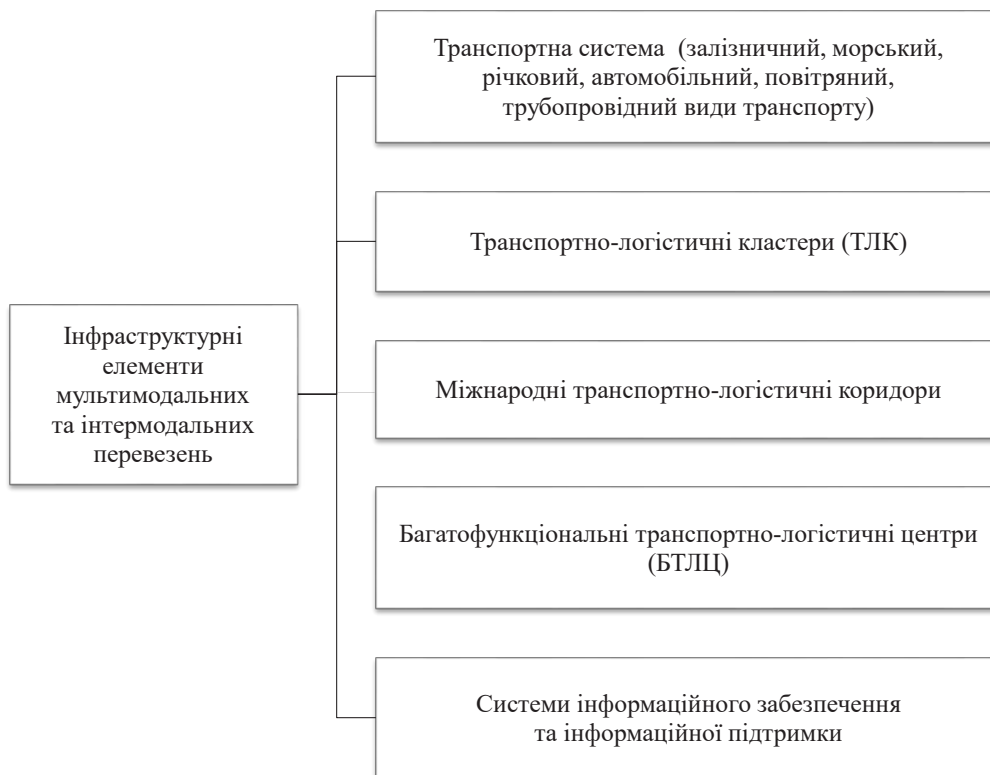 Транспортна система (залізничний, морський,
річковий, автомобільний, повітряний,
трубопровідний види транспорту)
Транспортно-логістичні кластери (ТЛК)
Інфраструктурні
елементи
мультимодальних
та інтермодальних
перевезень
Міжнародні транспортно-логістичні коридори
Багатофункціональні транспортно-логістичні центри
(БТЛЦ)
Системи інформаційного забезпечення
та інформаційної підтримки